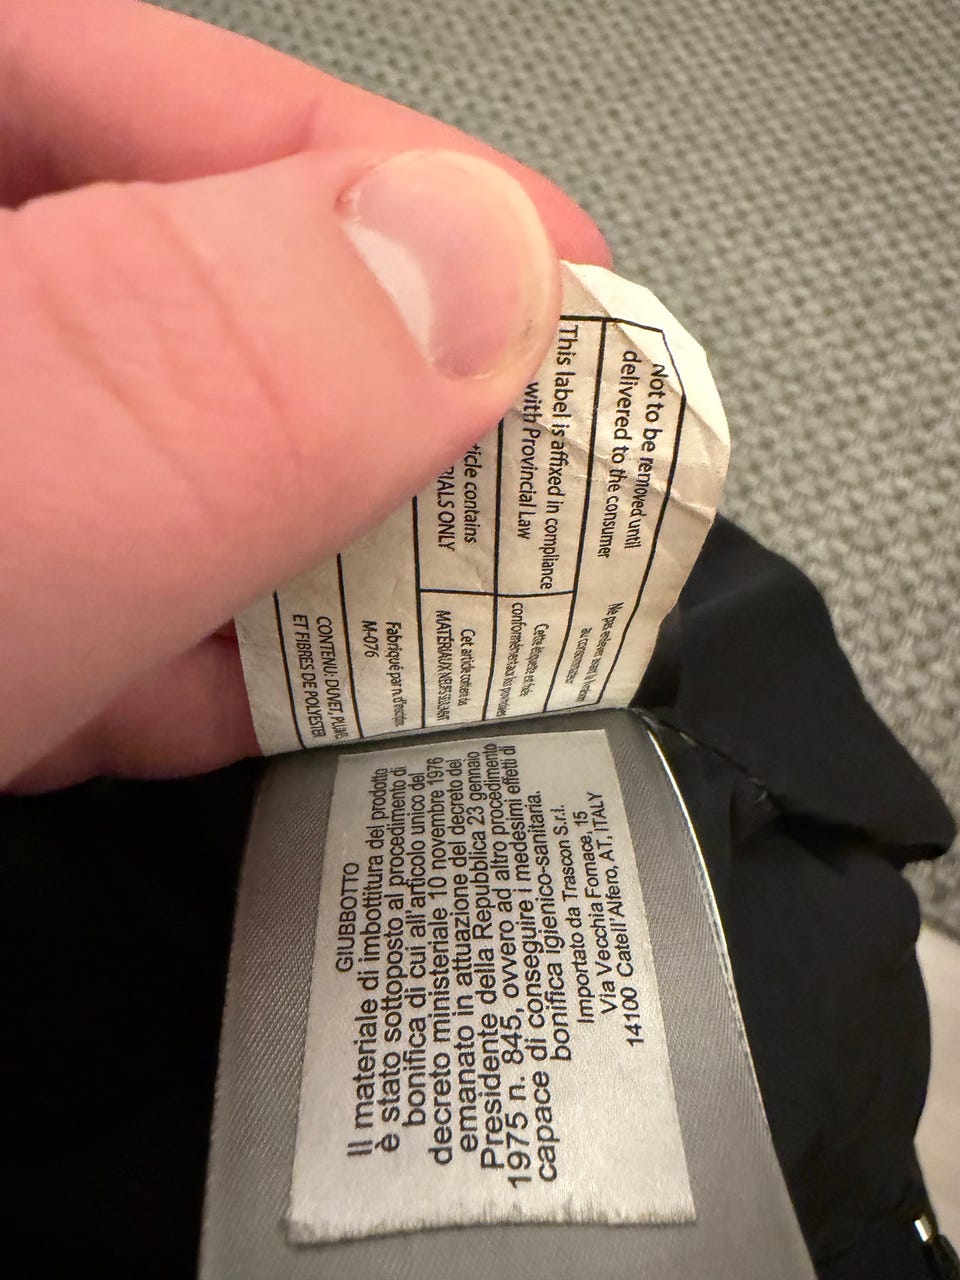 Not to be removed until
delivered to the consumer
Ne pas enlever avant la livraison
au consommateur
This label is affixed in compliance
with Provincial Law
Cette étiquette est fixée
conformément aux lois provinciales
ticle contains
RIALS ONLY
Cet article contient des
MATÉRIAUX NEUFS SEULEMENT
Fabriqué par n. d'inscrip.
M-076
CONTENU: DUVET, PLUM
ET FIBRES DE POLYESTER
GIUBBOTTO
Il materiale di imbottitura del prodotto
è stato sottoposto al procedimento di
bonifica di cui all'articolo unico del
decreto ministeriale 10 novembre 1976
emanato in attuazione del decreto del
Presidente della Repubblica 23 gennaio
1975 n. 845, ovvero ad altro procedimento
capace di conseguire i medesimi effetti di
bonifica igienico-sanitaria.
Importato da Trascon S.r.l.
Via Vecchia Fornace, 15
14100 Catell'Alfero, AT, ITALY